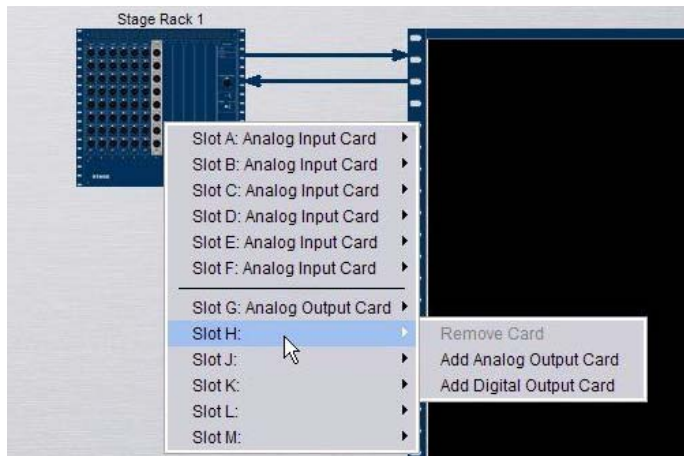 Stage Rack 1
STAGE
Slot A: Analog Input Card
Slot B: Analog Input Card
Slot C: Analog Input Card
Slot D: Analog Input Card
Slot E: Analog Input Card
Slot F: Analog Input Card
Slot G: Analog Output Card
Slot H:
Remove Card
Slot J:
Add Analog Output Card
Slot K:
Add Digital Output Card
Slot L:
Slot M: